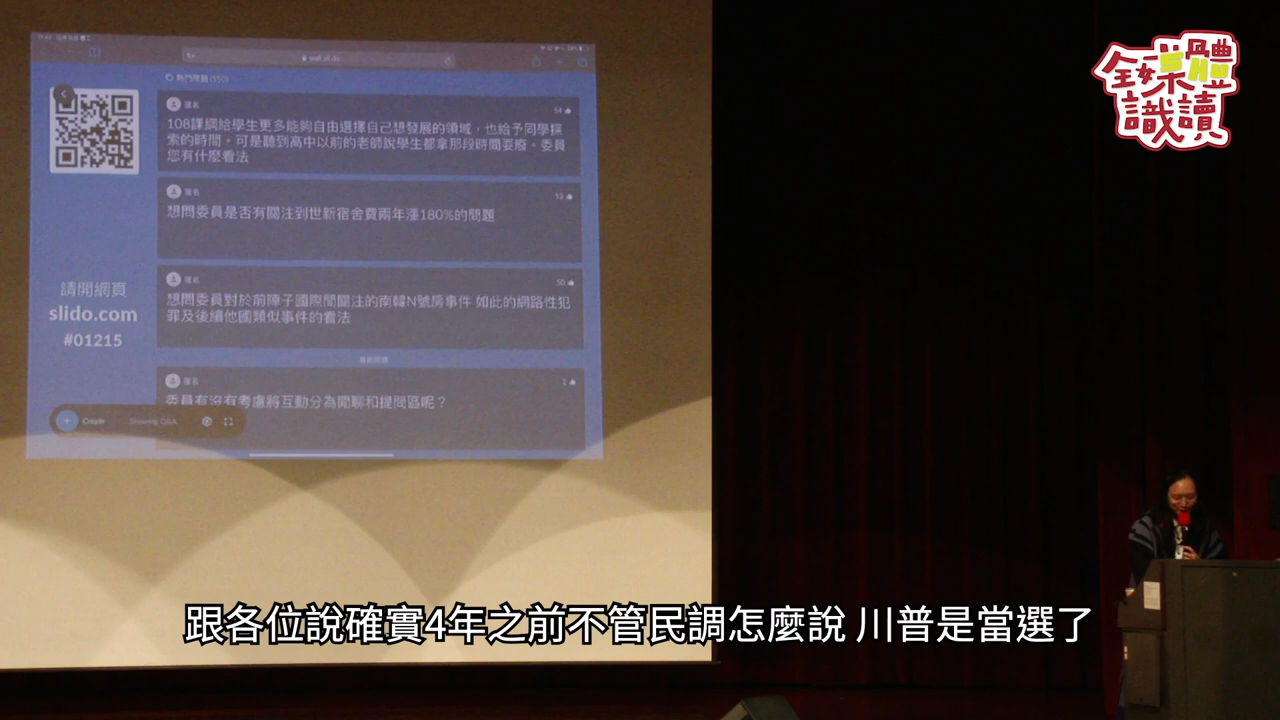 全媒體
識讀
熱門問題 (110)
匿名
54
108課綱給學生更多能夠自由選擇自己想發展的領域，也給予同學探
索的時間。可是聽到高中以前的老師說學生都拿那段時間耍廢。委員
您有什麼看法
匿名
想問委員是否有關注到世新宿舍費兩年漲180%的問題
匿名
50
想問委員對於前陣子國際間關注的南韓N號房事件 如此的網路性犯
罪及後續他國類似事件的看法
匿名
1
委員有沒有考慮將互動分為閒聊和提問區呢？
請開網頁
slido.com
#01215
Create
Showing Q&A
跟各位說確實4年之前不管民調怎麼說 川普是當選了